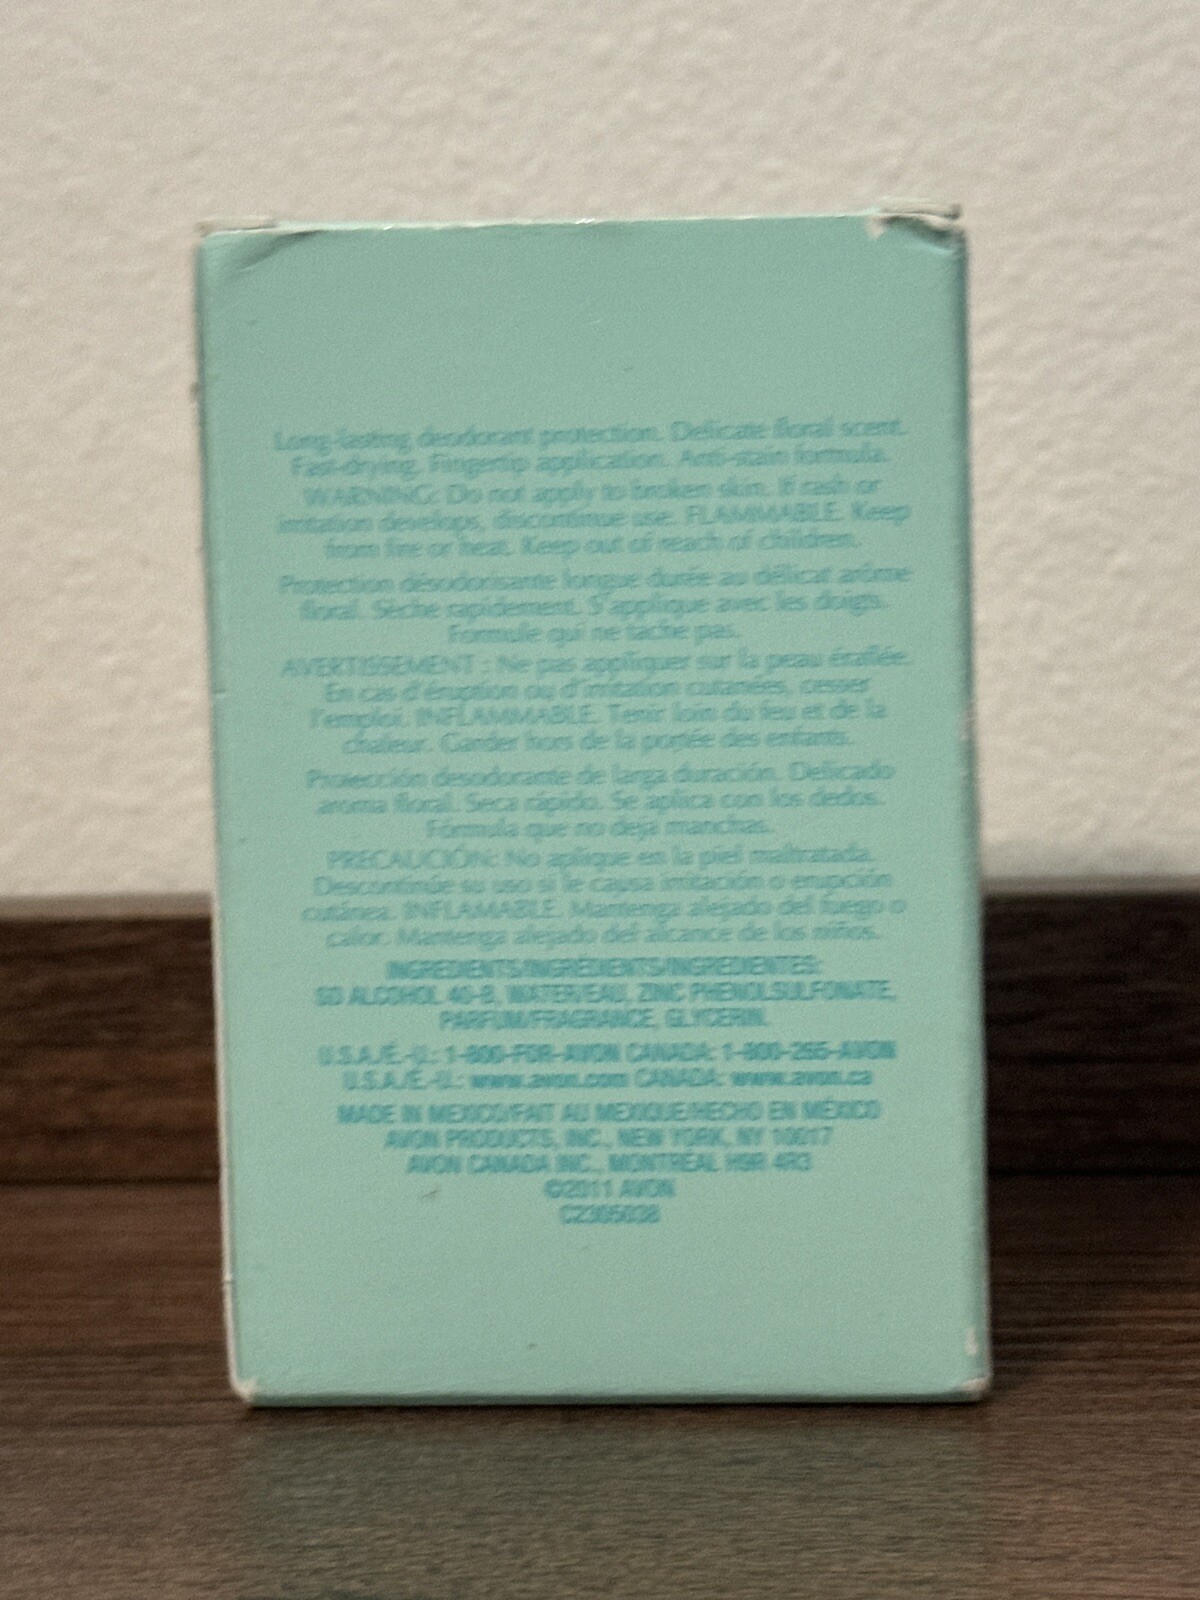 Long-lasting deodorant protection. Delicate floral scent.
Fast-drying. Fingertip application. Anti-stain formula.
WARNING: Do not apply to broken skin. If rash or
irritation develops, discontinue use. FLAMMABLE. Keep
from fire or heat. Keep out of reach of children.
Protection désodorisante longue durée au délicat arôme
floral. Sèche rapidement. S'applique avec les doigts.
Formule qui ne tache pas.
AVERTISSEMENT : Ne pas appliquer sur la peau éraflée.
En cas d'éruption ou d'irritation cutanées, cesser
l'emploi. INFLAMMABLE. Tenir loin du feu et de la
chaleur. Garder hors de la portée des enfants.
Protección desodorante de larga duración. Delicado
aroma floral. Seca rápido. Se aplica con los dedos.
Fórmula que no deja manchas.
PRECAUCIÓN: No aplique en la piel maltratada.
Descontinúe su uso si le causa irritación o erupción
cutánea. INFLAMABLE. Mantenga alejado del fuego o
calor. Mantenga alejado del alcance de los niños.
INGREDIENTS/INGRÉDIENTS/INGREDIENTES:
SD ALCOHOL 40-B, WATER/EAU, ZINC PHENOLSULFONATE,
PARFUM/FRAGRANCE, GLYCERIN.
U.S.A./É.-U.: 1-800-FOR-AVON CANADA: 1-800-265-AVON
U.S.A./É.-U.: www.avon.com CANADA: www.avon.ca
MADE IN MEXICO/FAIT AU MEXIQUE/HECHO EN MÉXICO
AVON PRODUCTS, INC., NEW YORK, NY 10017
AVON CANADA INC., MONTRÉAL H9R 4R3
©2011 AVON
C2305038